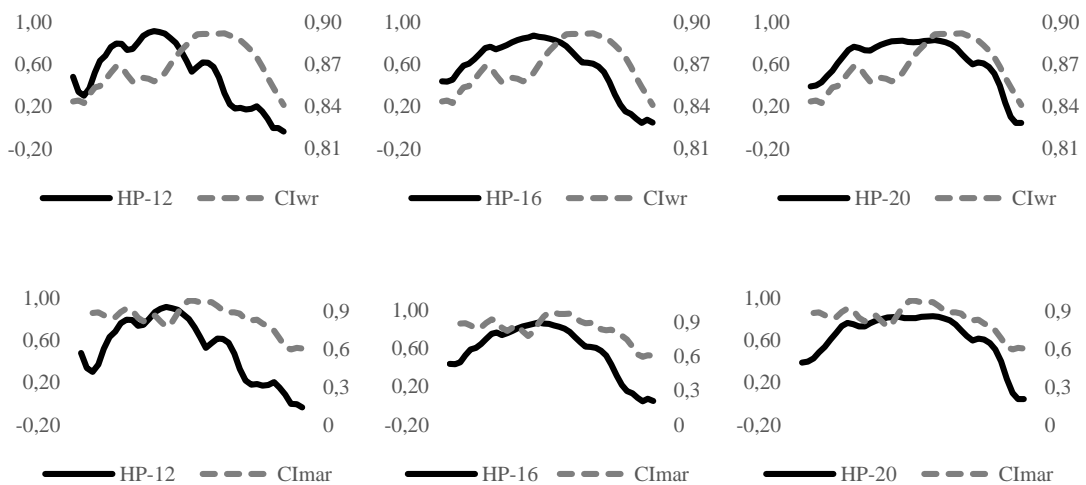 1,00 0,90 1,00 0,90 1,00 0,90
0,60 0,87 0,60 0,87 0,60 0,87
0,20 0,84 0,20 0,84 0,20 0,84
-0,20 0,81 -0,20 0,81 -0,20 0,81
HP-12 CIwr HP-16 CIwr HP-20 CIwr
1,00 0,9 1,00 0,9 1,00 0,9
0,60 0,6 0,60 0,6 0,60 0,6
0,20 0,3 0,20 0,3 0,20 0,3
-0,20 0 -0,20 0 -0,20 0
HP-12 CImar HP-16 CImar HP-20 CImar